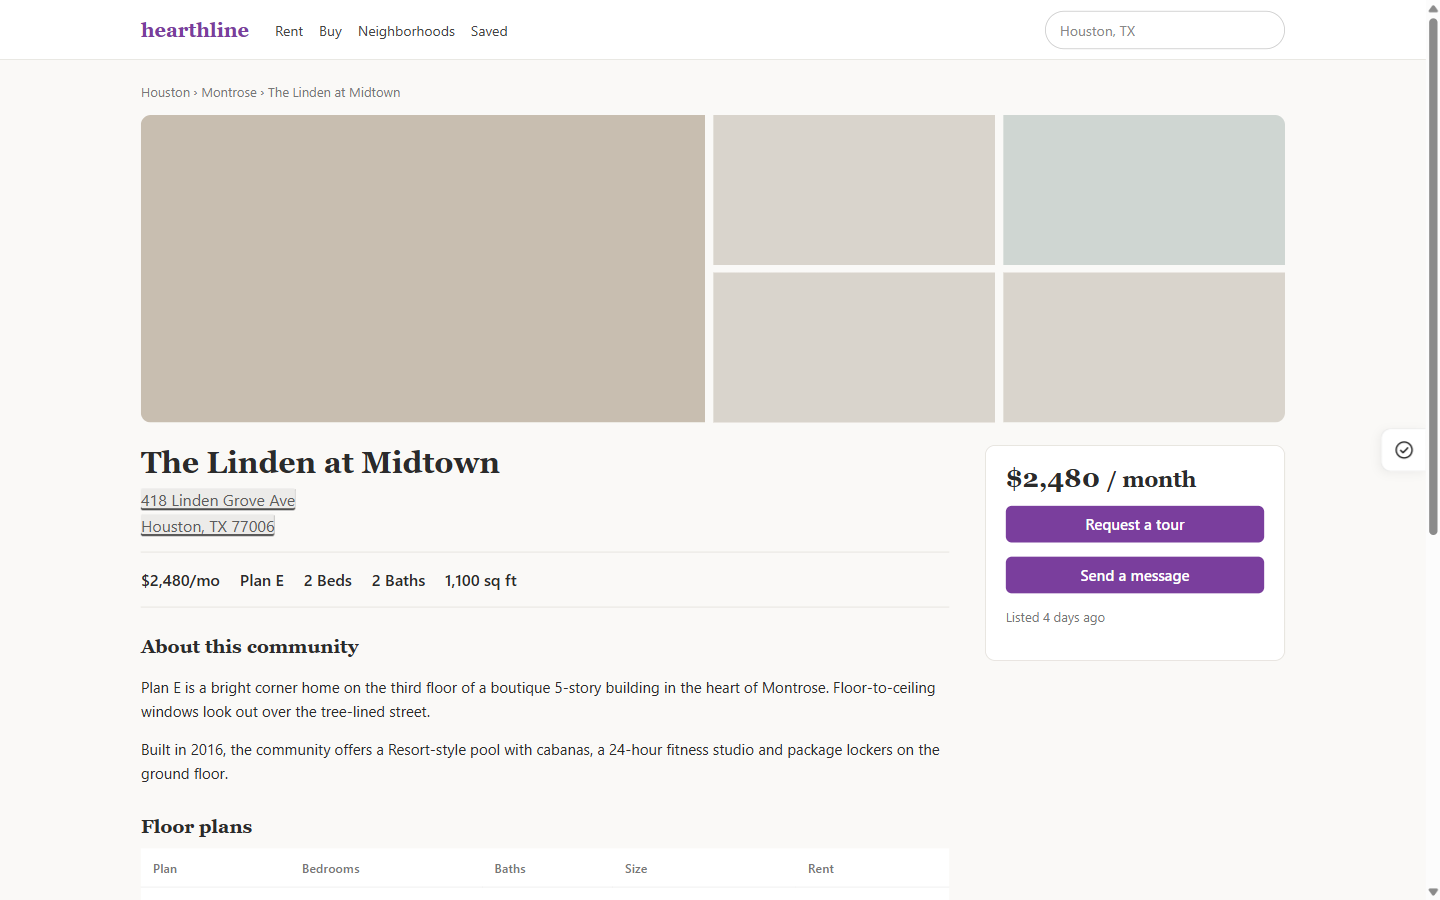 hearthline
Rent Buy Neighborhoods Saved
Houston, TX
Houston › Montrose › The Linden at Midtown
The Linden at Midtown
418 Linden Grove Ave
Houston, TX 77006
$2,480/mo Plan E 2 Beds 2 Baths 1,100 sq ft
About this community
Plan E is a bright corner home on the third floor of a boutique 5-story building in the heart of Montrose. Floor-to-ceiling
windows look out over the tree-lined street.
Built in 2016, the community offers a Resort-style pool with cabanas, a 24-hour fitness studio and package lockers on the
ground floor.
Floor plans
Plan Bedrooms Baths Size Rent
$2,480 / month
Request a tour
Send a message
Listed 4 days ago